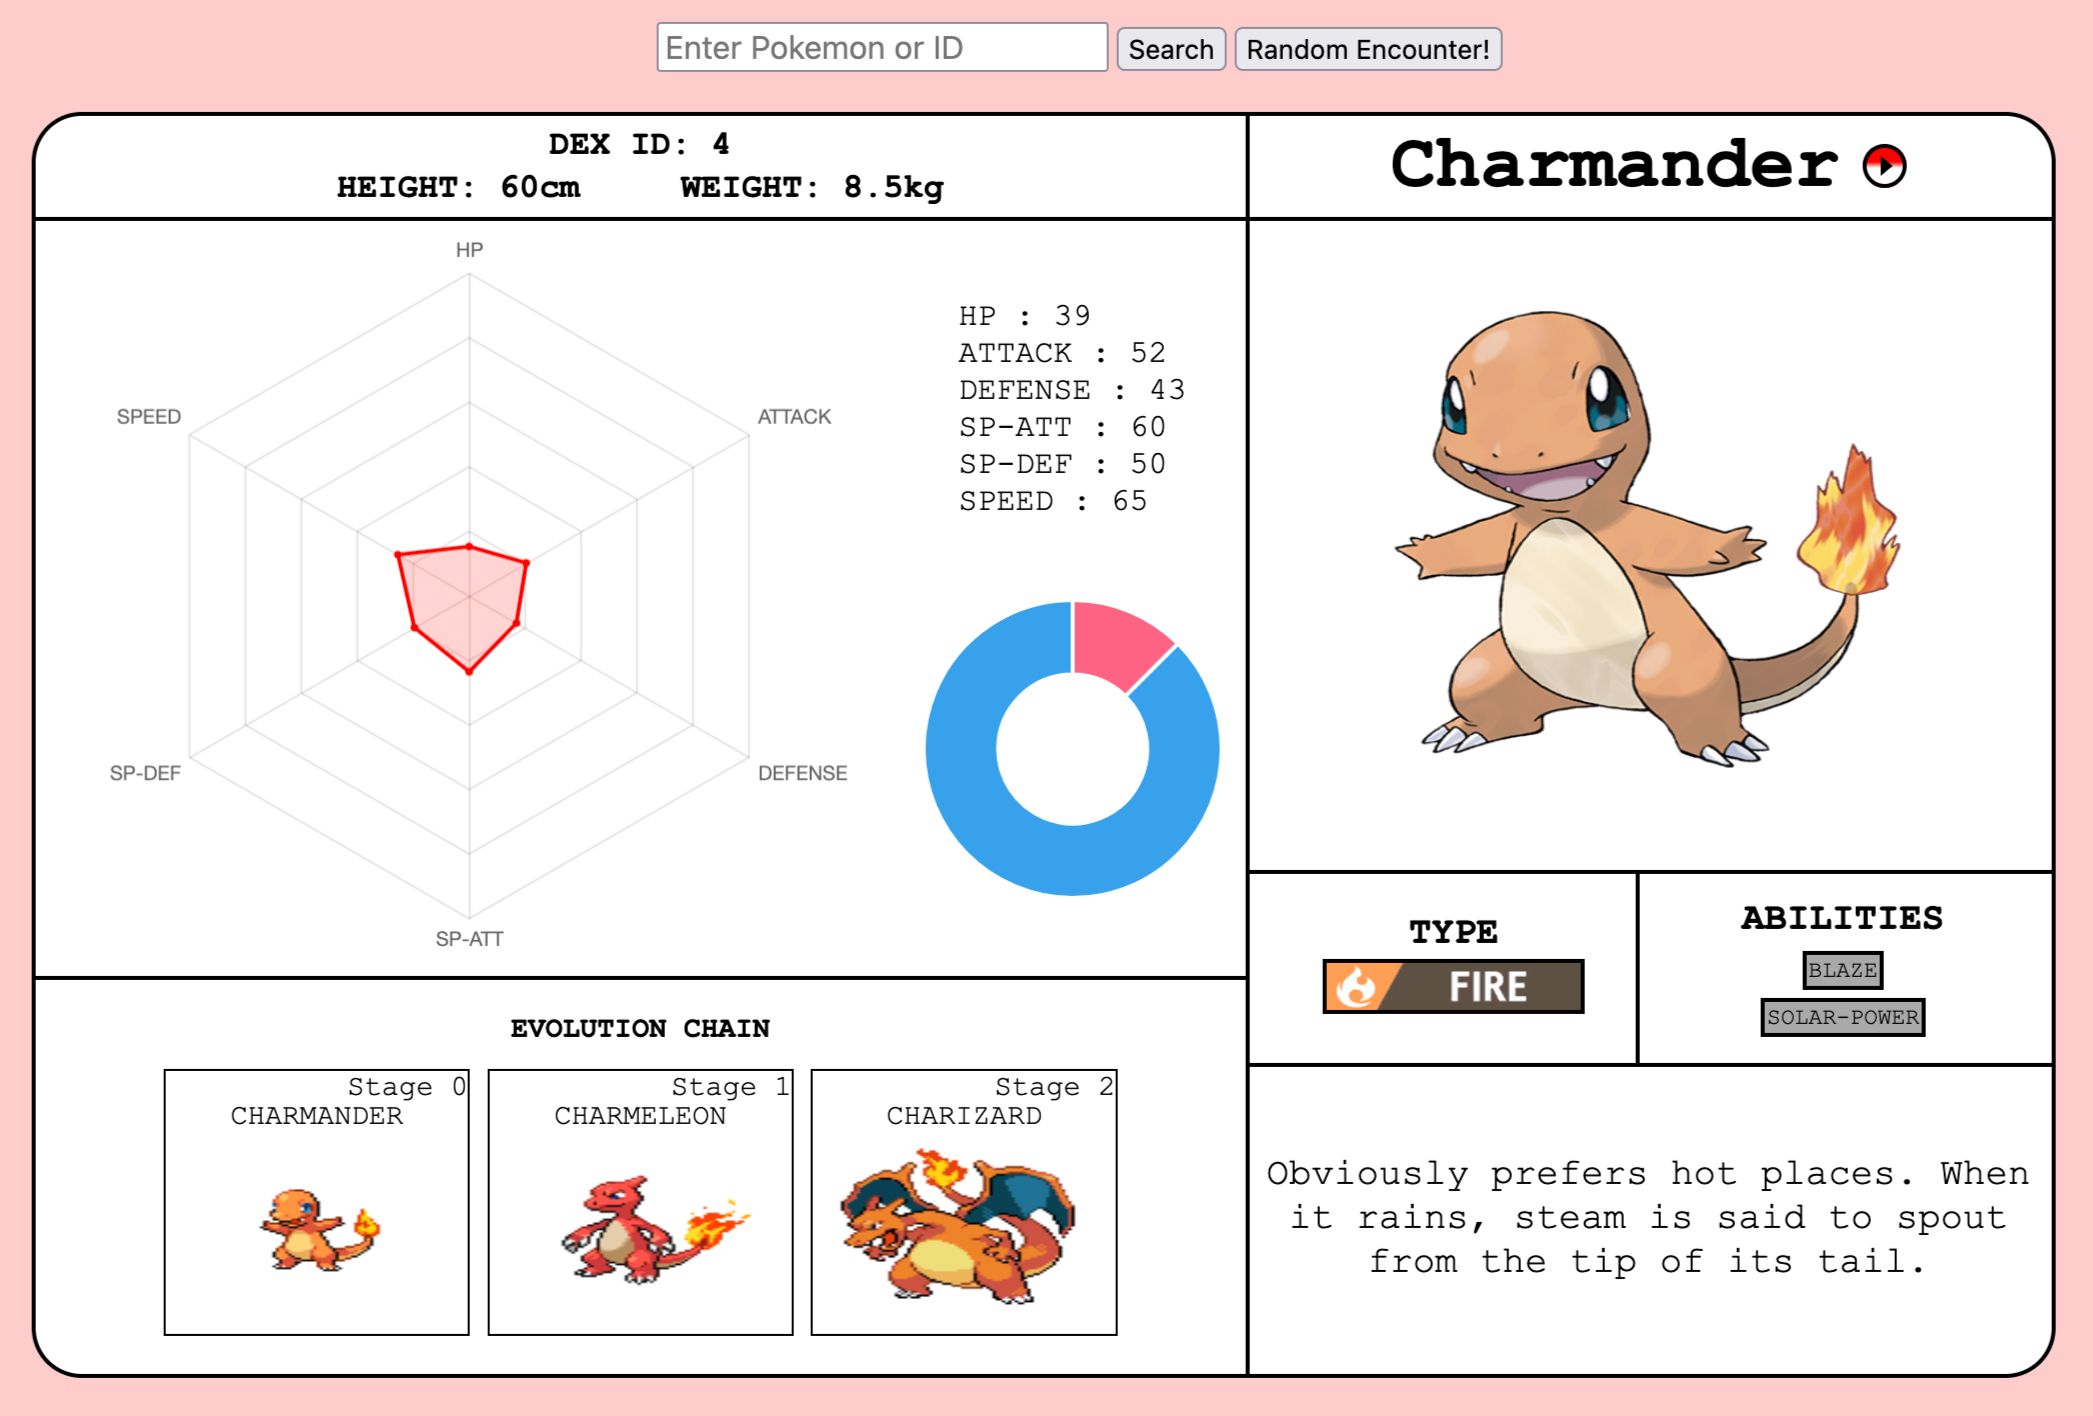 Enter Pokemon or ID Search Random Encounter!
DEX ID: 4
HEIGHT: 60cm WEIGHT: 8.5kg
Charmander
HP
ATTACK
DEFENSE
SP-ATT
SP-DEF
SPEED
HP : 39
ATTACK : 52
DEFENSE : 43
SP-ATT : 60
SP-DEF : 50
SPEED : 65
TYPE
FIRE
ABILITIES
BLAZE
SOLAR-POWER
EVOLUTION CHAIN
Stage 0
CHARMANDER
Stage 1
CHARMELEON
Stage 2
CHARIZARD
Obviously prefers hot places. When
it rains, steam is said to spout
from the tip of its tail.